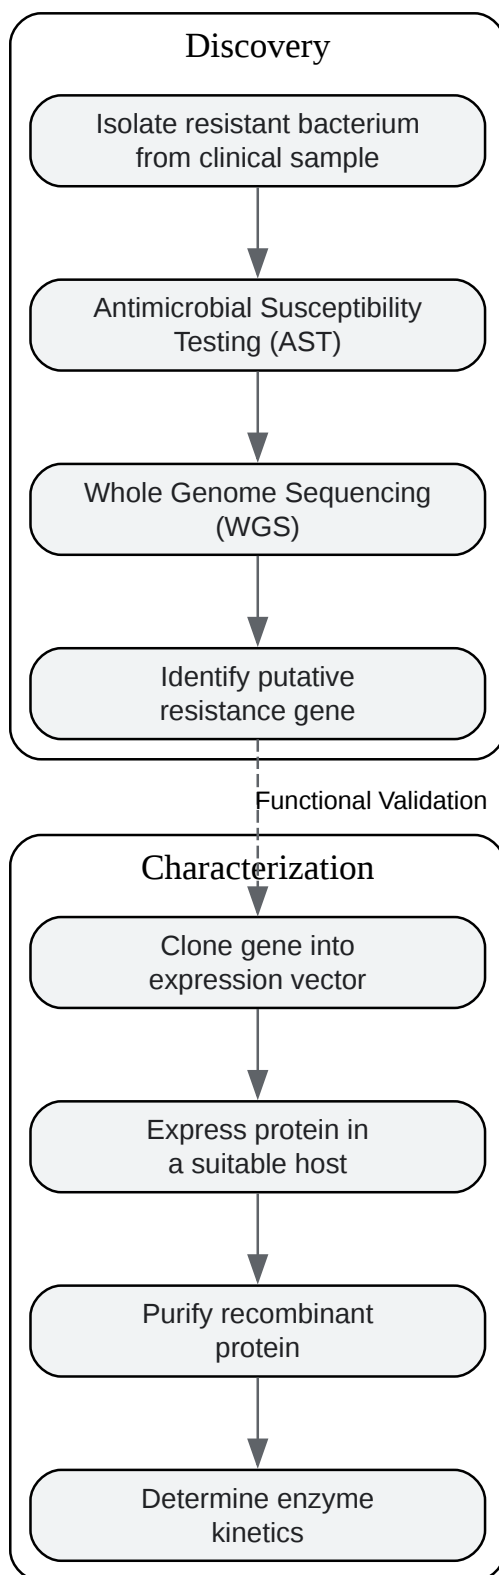 Discovery
Isolate resistant bacterium
from clinical sample
Antimicrobial Susceptibility
Testing (AST)
Whole Genome Sequencing
(WGS)
Identify putative
resistance gene
Functional Validation
Characterization
Clone gene into
expression vector
Express protein in
a suitable host
Purify recombinant
protein
Determine enzyme
kinetics